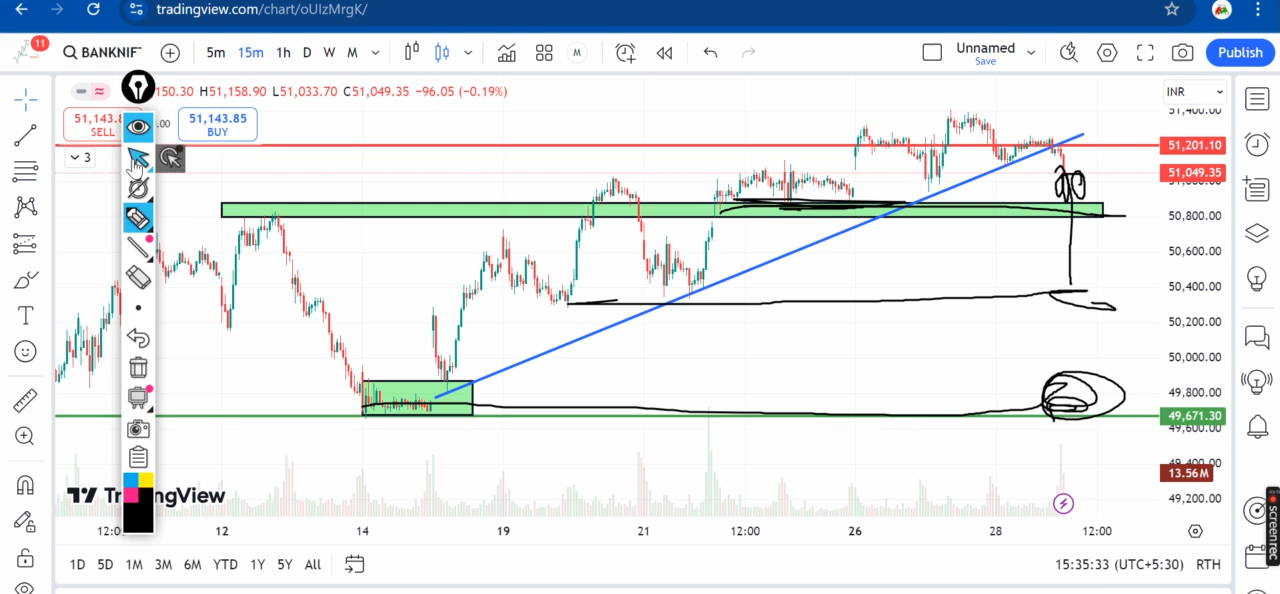 tradingview.com/chart/oUIzMrgK/
11
BANKNIF
5m 15m 1h D W M
M
Unnamed
Save
Publish
150.30 H51,158.90 L51,033.70 C51,049.35 −96.05 (−0.19%)
INR
51,400.00
51,143.8
SELL
.00
51,143.85
BUY
3
51,201.10
51,049.35
50,800.00
50,600.00
50,400.00
50,200.00
50,000.00
49,800.00
49,671.30
49,600.00
49,400.00
13.56M
49,200.00
TradingView
12:0
12
14
19
21
12:00
26
28
12:00
1D 5D 1M 3M 6M YTD 1Y 5Y All
15:35:33 (UTC+5:30) RTH
screen rec